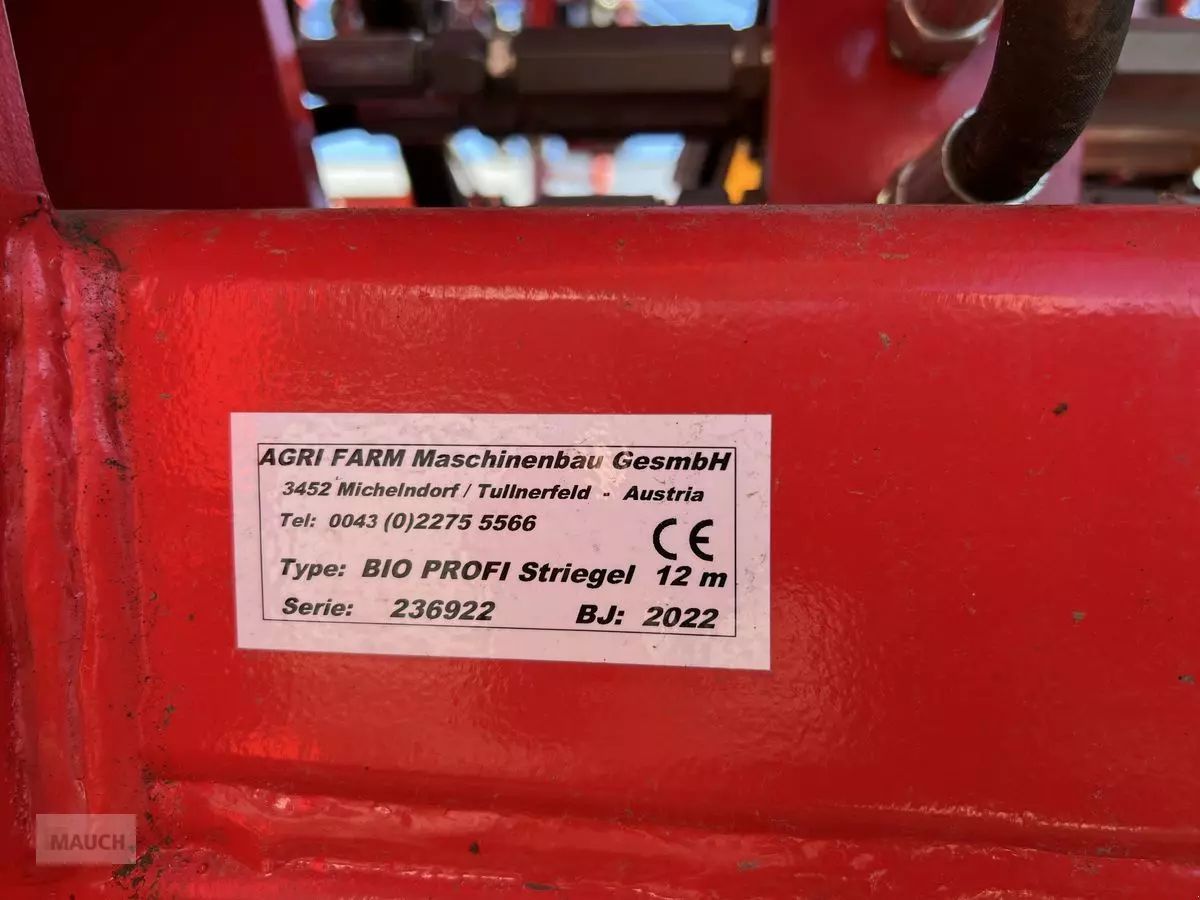 AGRI FARM Maschinenbau GesmbH
3452 Michelndorf / Tullnerfeld - Austria
Tel: 0043 (0)2275 5566
CE
Type: BIO PROFI Striegel 12 m
Serie: 236922 BJ: 2022
MAUCH